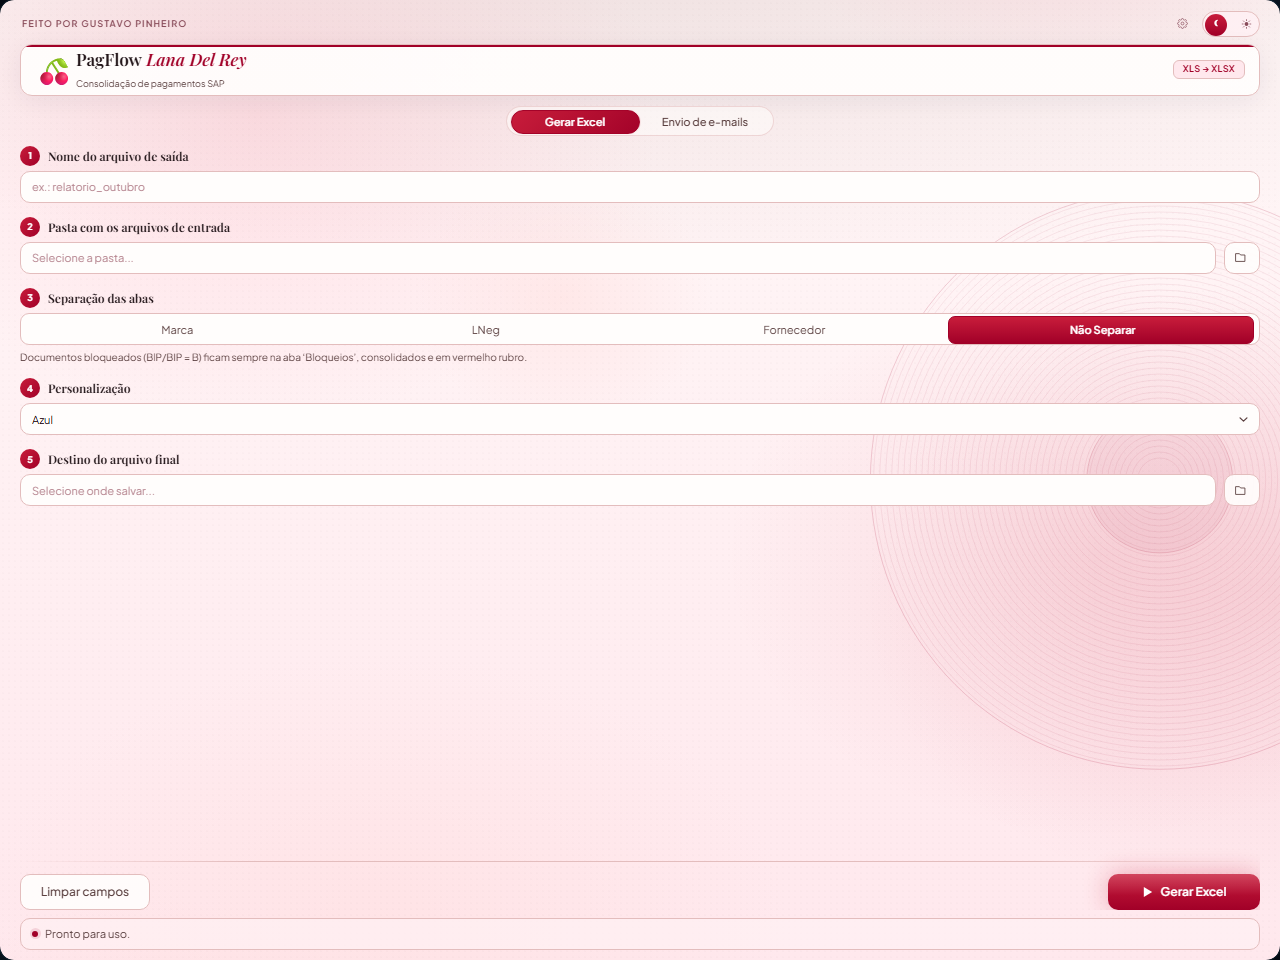 FEITO POR GUSTAVO PINHEIRO
PagFlow Lana Del Rey
Consolidação de pagamentos SAP
XLS → XLSX
Gerar Excel
Envio de e-mails
1 Nome do arquivo de saída
ex.: relatorio_outubro
2 Pasta com os arquivos de entrada
Selecione a pasta...
3 Separação das abas
Marca
LNeg
Fornecedor
Não Separar
Documentos bloqueados (BIP/BIP = B) ficam sempre na aba 'Bloqueios', consolidados e em vermelho rubro.
4 Personalização
Azul
5 Destino do arquivo final
Selecione onde salvar...
Limpar campos
Gerar Excel
Pronto para uso.